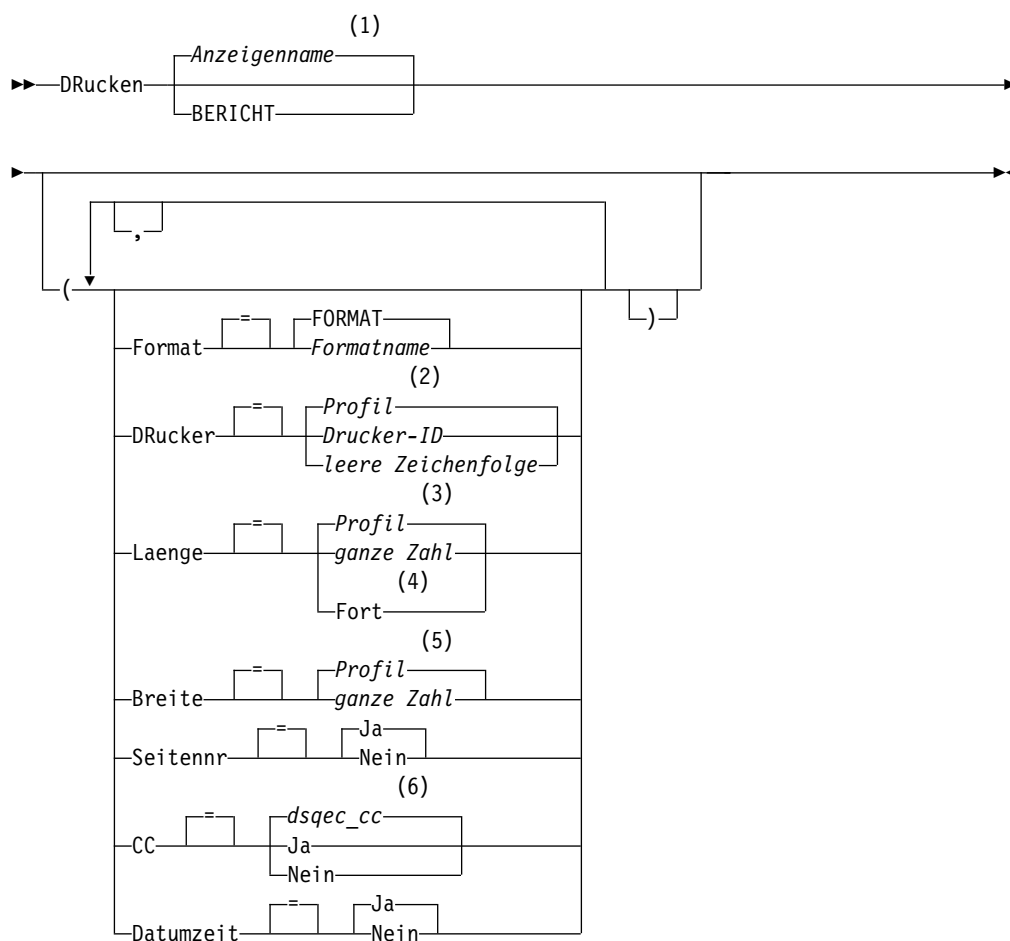 (1)
Anzeigenname
DRucken
BERICHT
,
(
)
=
FORMAT
Format
Formatname
(2)
=
Profil
DRucker
Drucker-ID
leere Zeichenfolge
(3)
=
Profil
Laenge
ganze Zahl
(4)
Fort
(5)
=
Profil
Breite
ganze Zahl
=
Ja
Seitennr
Nein
(6)
=
dsqec_cc
CC
Ja
Nein
=
Ja
Datumzeit
Nein